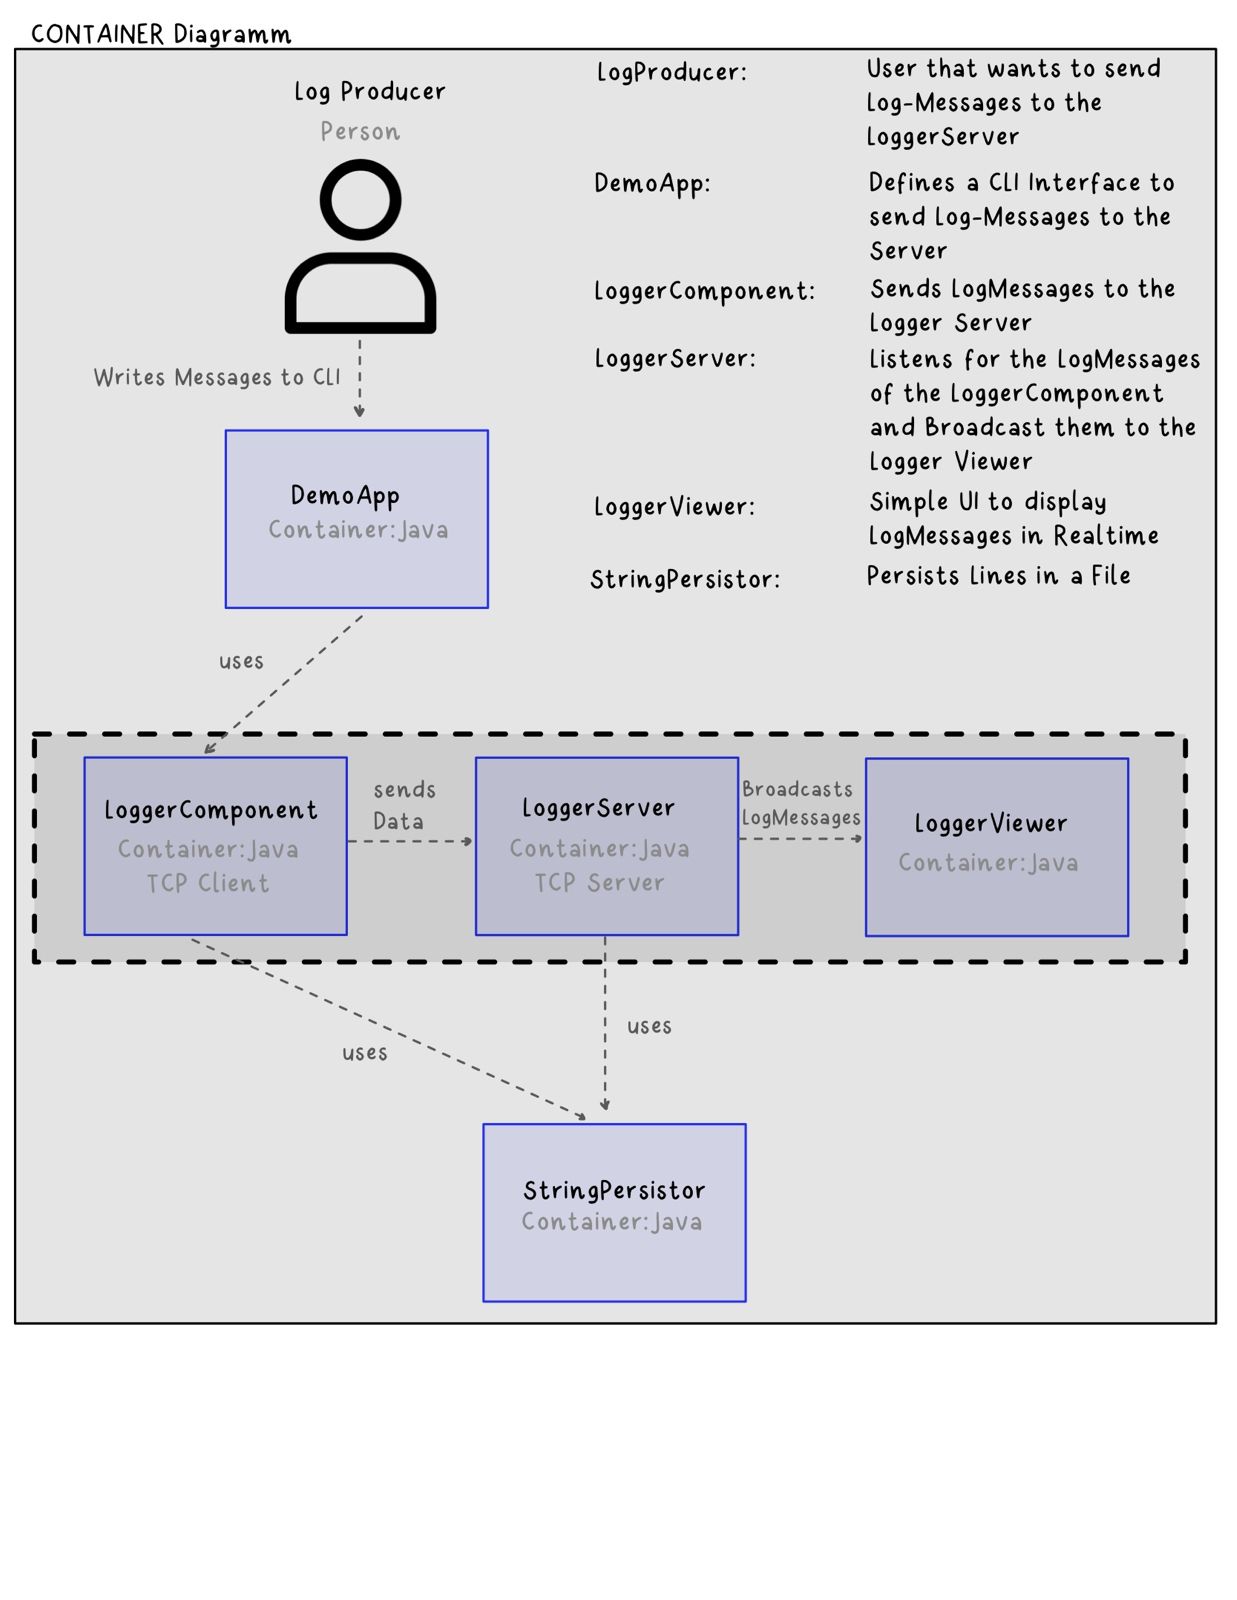 CONTAINER Diagramm
Log Producer
Person
LogProducer:
User that wants to send
Log-Messages to the
LoggerServer
DemoApp:
Defines a CLI Interface to
send Log-Messages to the
Server
LoggerComponent:
Sends LogMessages to the
Logger Server
LoggerServer:
Listens for the LogMessages
of the LoggerComponent
and Broadcast them to the
Logger Viewer
LoggerViewer:
Simple UI to display
LogMessages in Realtime
StringPersistor:
Persists Lines in a File
Writes Messages to CLI
DemoApp
Container:Java
uses
LoggerComponent
Container:Java
TCP Client
sends
Data
LoggerServer
Container:Java
TCP Server
Broadcasts
LogMessages
LoggerViewer
Container:Java
uses
uses
StringPersistor
Container:Java